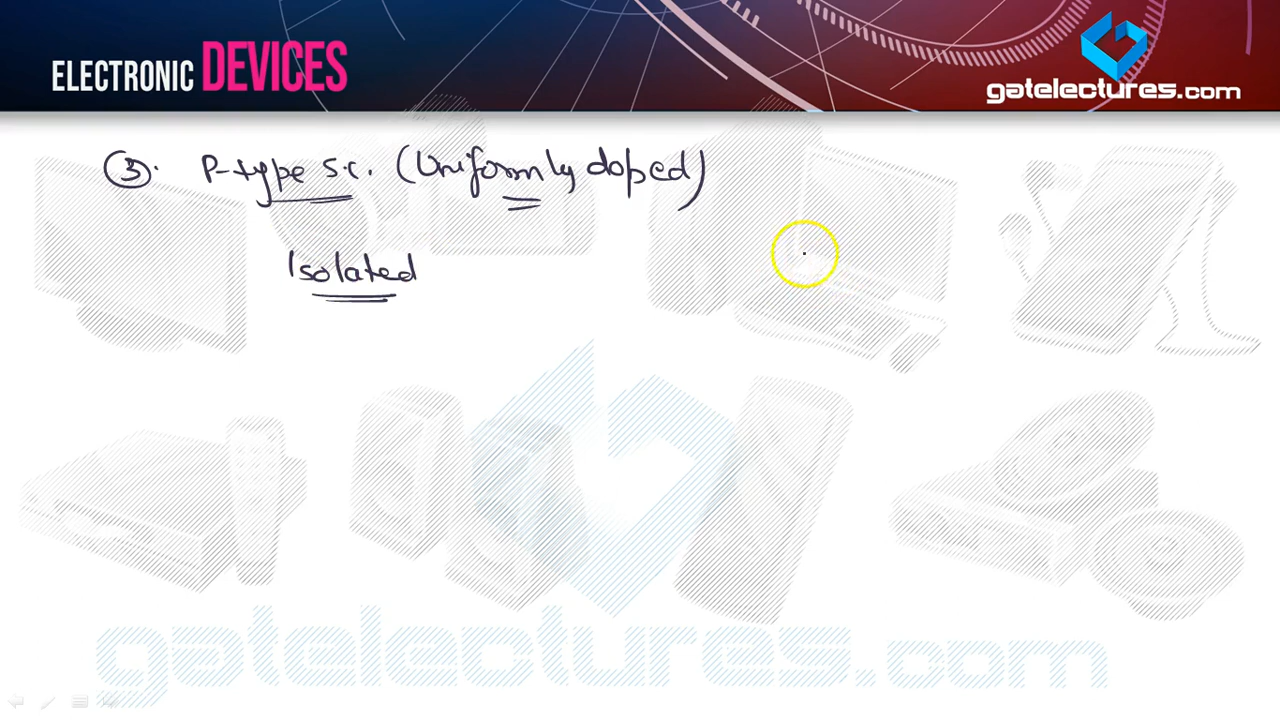 ELECTRONIC DEVICES
gatelectures.com
③. P-type S.C. (Uniformly doped)
Isolated
gatelectures.com